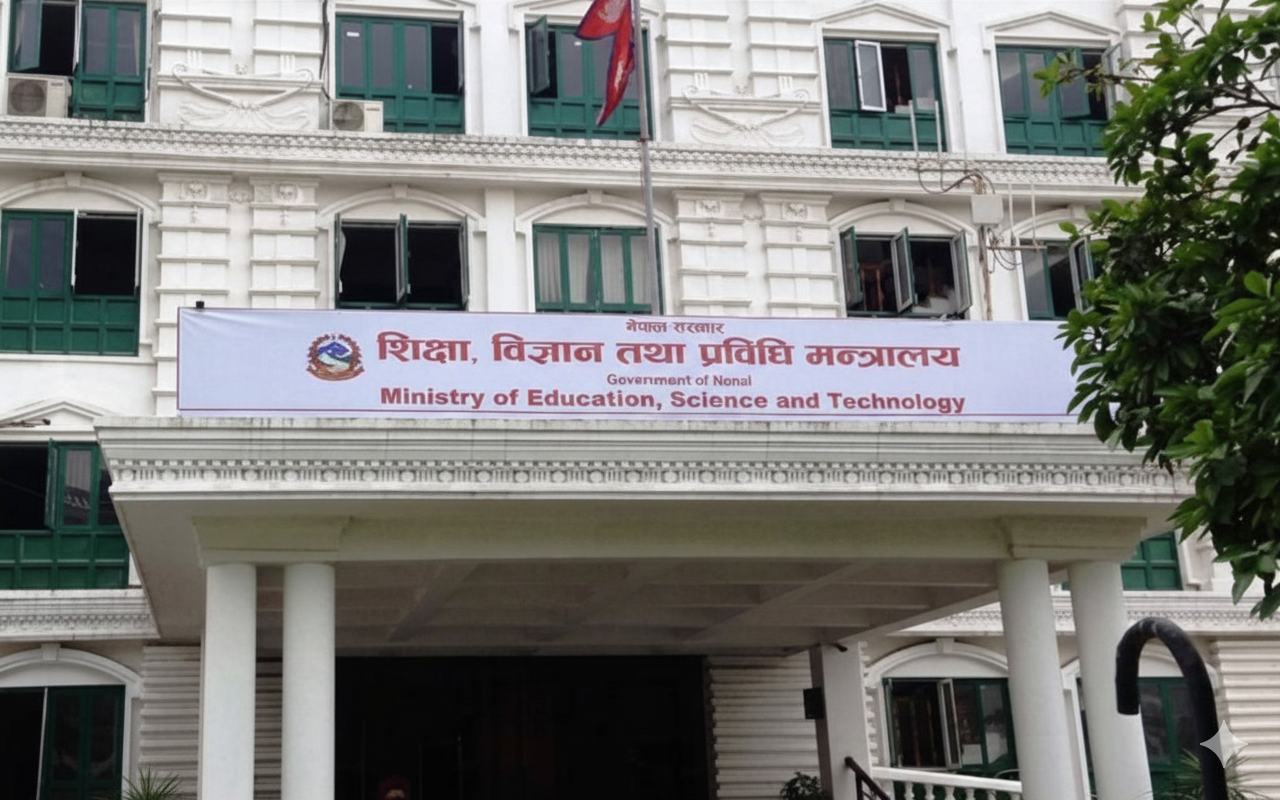 नेपाल सरकार
शिक्षा, विज्ञान तथा प्रविधि मन्त्रालय
Government of Nonal
Ministry of Education, Science and Technology